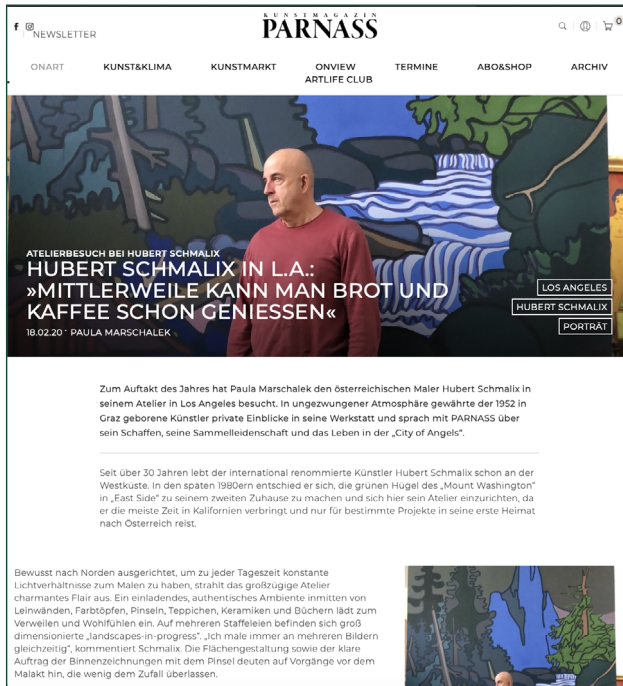 NEWSLETTER
KUNSTMAGAZIN
PARNASS
0
ONART
KUNST&KLIMA
KUNSTMARKT
ONVIEW
TERMINE
ABO&SHOP
ARCHIV
ARTLIFE CLUB
ATELIERBESUCH BEI HUBERT SCHMALIX
HUBERT SCHMALIX IN L.A.:
»MITTLERWEILE KANN MAN BROT UND
KAFFEE SCHON GENIESSEN«
18.02.20 · PAULA MARSCHALEK
LOS ANGELES
HUBERT SCHMALIX
PORTRÄT
Zum Auftakt des Jahres hat Paula Marschalek den österreichischen Maler Hubert Schmalix in
seinem Atelier in Los Angeles besucht. In ungezwungener Atmosphäre gewährte der 1952 in
Graz geborene Künstler private Einblicke in seine Werkstatt und sprach mit PARNASS über
sein Schaffen, seine Sammelleidenschaft und das Leben in der „City of Angels".
Seit über 30 Jahren lebt der international renommierte Künstler Hubert Schmalix schon an der
Westküste. In den späten 1980ern entschied er sich, die grünen Hügel des „Mount Washington"
in „East Side" zu seinem zweiten Zuhause zu machen und sich hier sein Atelier einzurichten, da
er die meiste Zeit in Kalifornien verbringt und nur für bestimmte Projekte in seine erste Heimat
nach Österreich reist.
Bewusst nach Norden ausgerichtet, um zu jeder Tageszeit konstante
Lichtverhältnisse zum Malen zu haben, strahlt das großzügige Atelier
charmantes Flair aus. Ein einladendes, authentisches Ambiente inmitten von
Leinwänden, Farbtöpfen, Pinseln, Teppichen, Keramiken und Büchern lädt zum
Verweilen und Wohlfühlen ein. Auf mehreren Staffeleien befinden sich groß
dimensionierte „landscapes-in-progress". „Ich male immer an mehreren Bildern
gleichzeitig", kommentiert Schmalix. Die Flächengestaltung sowie der klare
Auftrag der Binnenzeichnungen mit dem Pinsel deuten auf Vorgänge vor dem
Malakt hin, die wenig dem Zufall überlassen.